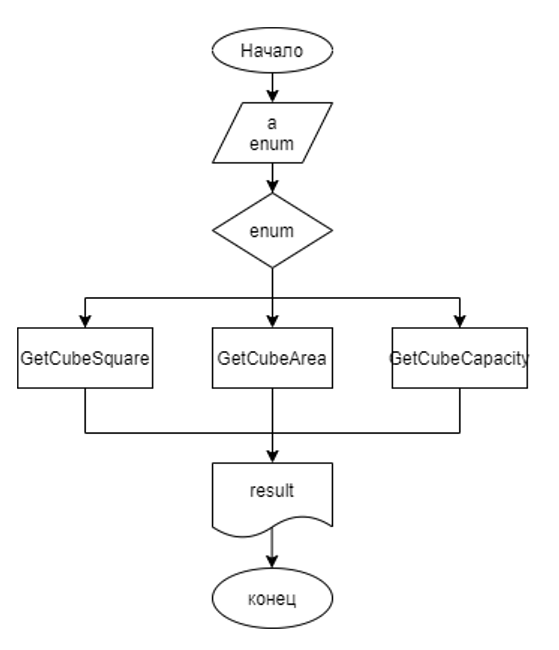 Начало
a
enum
enum
GetCubeSquare
GetCubeArea
GetCubeCapacity
result
конец